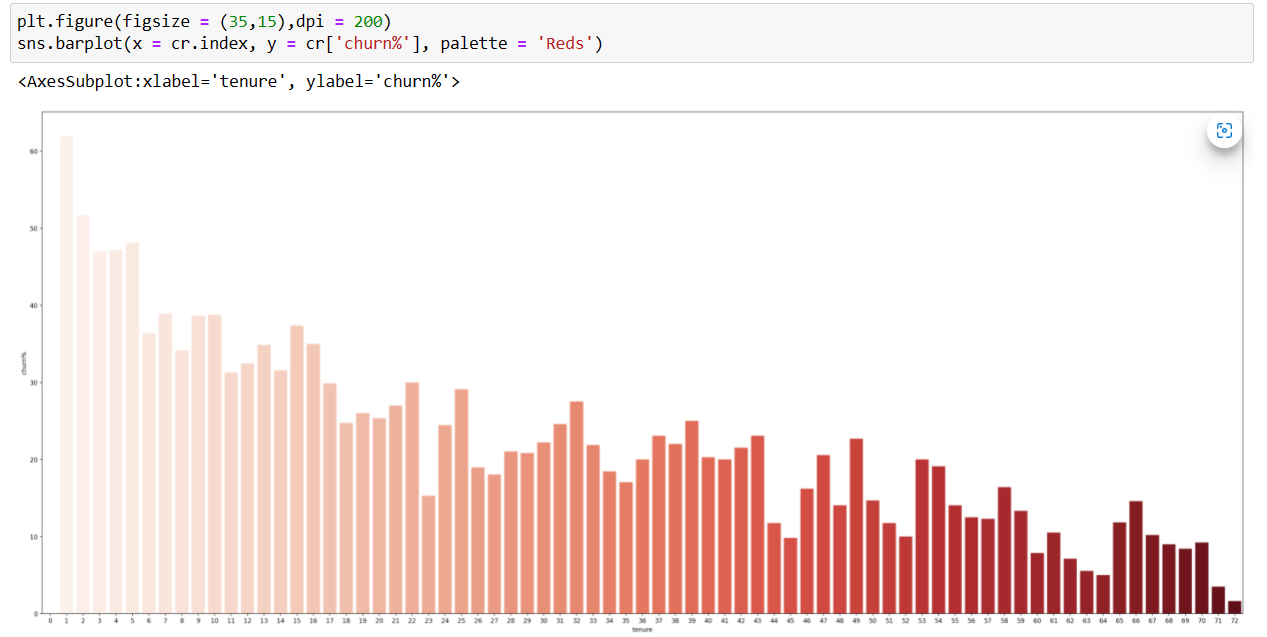 plt.figure(figsize = (35,15),dpi = 200)
sns.barplot(x = cr.index, y = cr['churn%'], palette = 'Reds')
<AxesSubplot:xlabel='tenure', ylabel='churn%'>
60
50
40
30
20
10
0
churn%
0 1 2 3 4 5 6 7 8 9 10 11 12 13 14 15 16 17 18 19 20 21 22 23 24 25 26 27 28 29 30 31 32 33 34 35 36 37 38 39 40 41 42 43 44 45 46 47 48 49 50 51 52 53 54 55 56 57 58 59 60 61 62 63 64 65 66 67 68 69 70 71 72
tenure